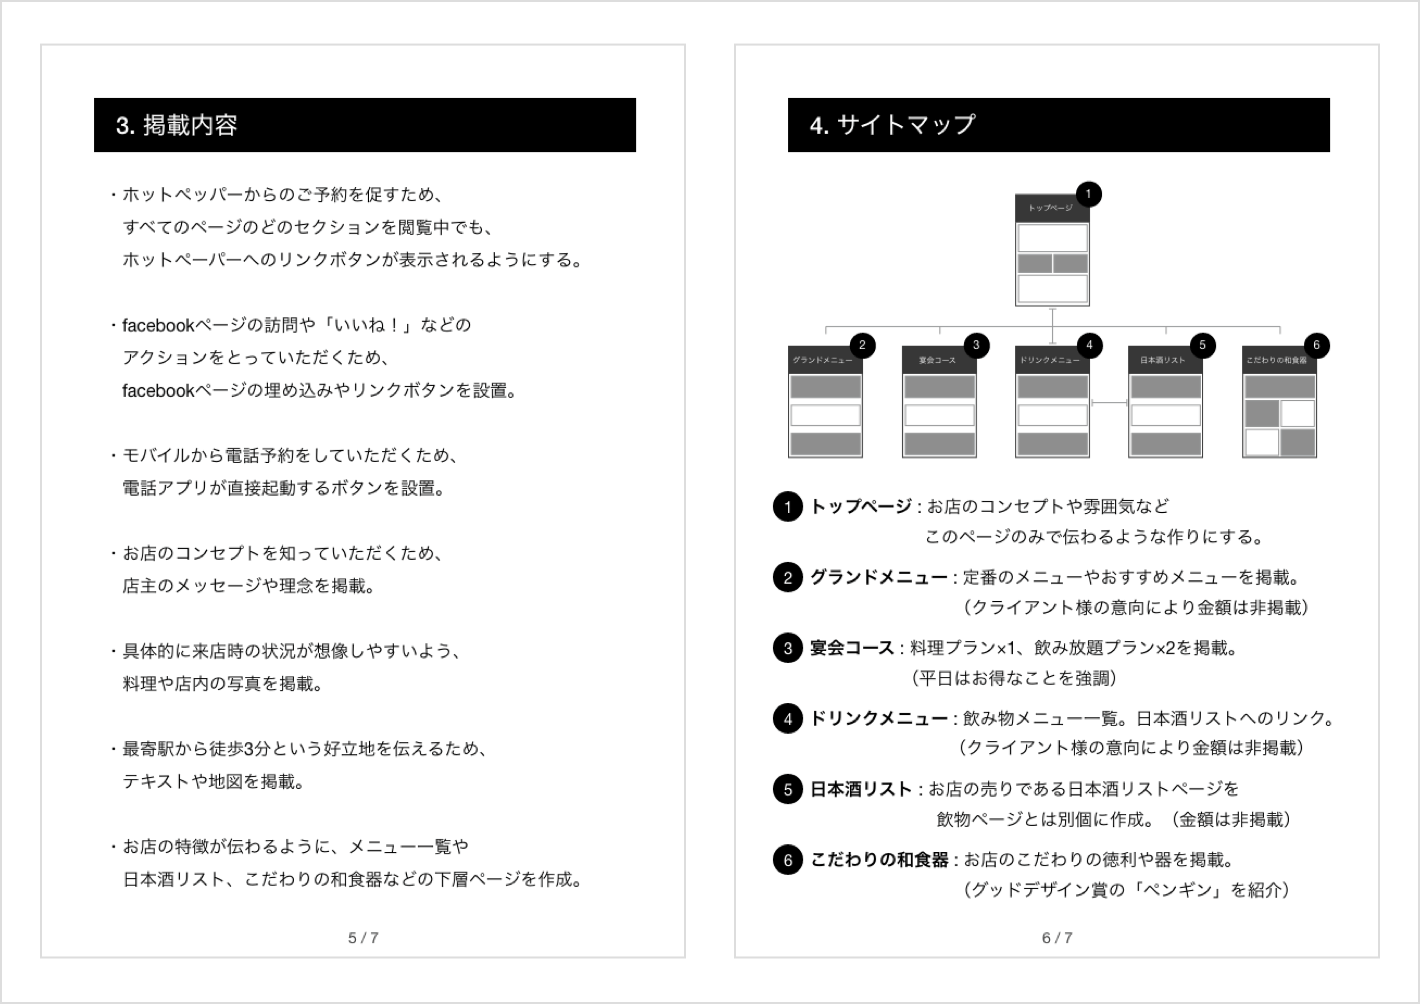 3. 掲載内容
・ホットペッパーからのご予約を促すため、
すべてのページのどのセクションを閲覧中でも、
ホットペーパーへのリンクボタンが表示されるようにする。
・facebookページの訪問や「いいね！」などの
アクションをとっていただくため、
facebookページの埋め込みやリンクボタンを設置。
・モバイルから電話予約をしていただくため、
電話アプリが直接起動するボタンを設置。
・お店のコンセプトを知っていただくため、
店主のメッセージや理念を掲載。
・具体的に来店時の状況が想像しやすいよう、
料理や店内の写真を掲載。
・最寄駅から徒歩3分という好立地を伝えるため、
テキストや地図を掲載。
・お店の特徴が伝わるように、メニュー一覧や
日本酒リスト、こだわりの和食器などの下層ページを作成。
5 / 7
4. サイトマップ
1
トップページ
2
グランドメニュー
3
宴会コース
4
ドリンクメニュー
5
日本酒リスト
6
こだわりの和食器
1 トップページ : お店のコンセプトや雰囲気など
このページのみで伝わるような作りにする。
2 グランドメニュー : 定番のメニューやおすすめメニューを掲載。
（クライアント様の意向により金額は非掲載）
3 宴会コース : 料理プラン×1、飲み放題プラン×2を掲載。
（平日はお得なことを強調）
4 ドリンクメニュー : 飲み物メニュー一覧。日本酒リストへのリンク。
（クライアント様の意向により金額は非掲載）
5 日本酒リスト : お店の売りである日本酒リストページを
飲物ページとは別個に作成。（金額は非掲載）
6 こだわりの和食器 : お店のこだわりの徳利や器を掲載。
（グッドデザイン賞の「ペンギン」を紹介）
6 / 7